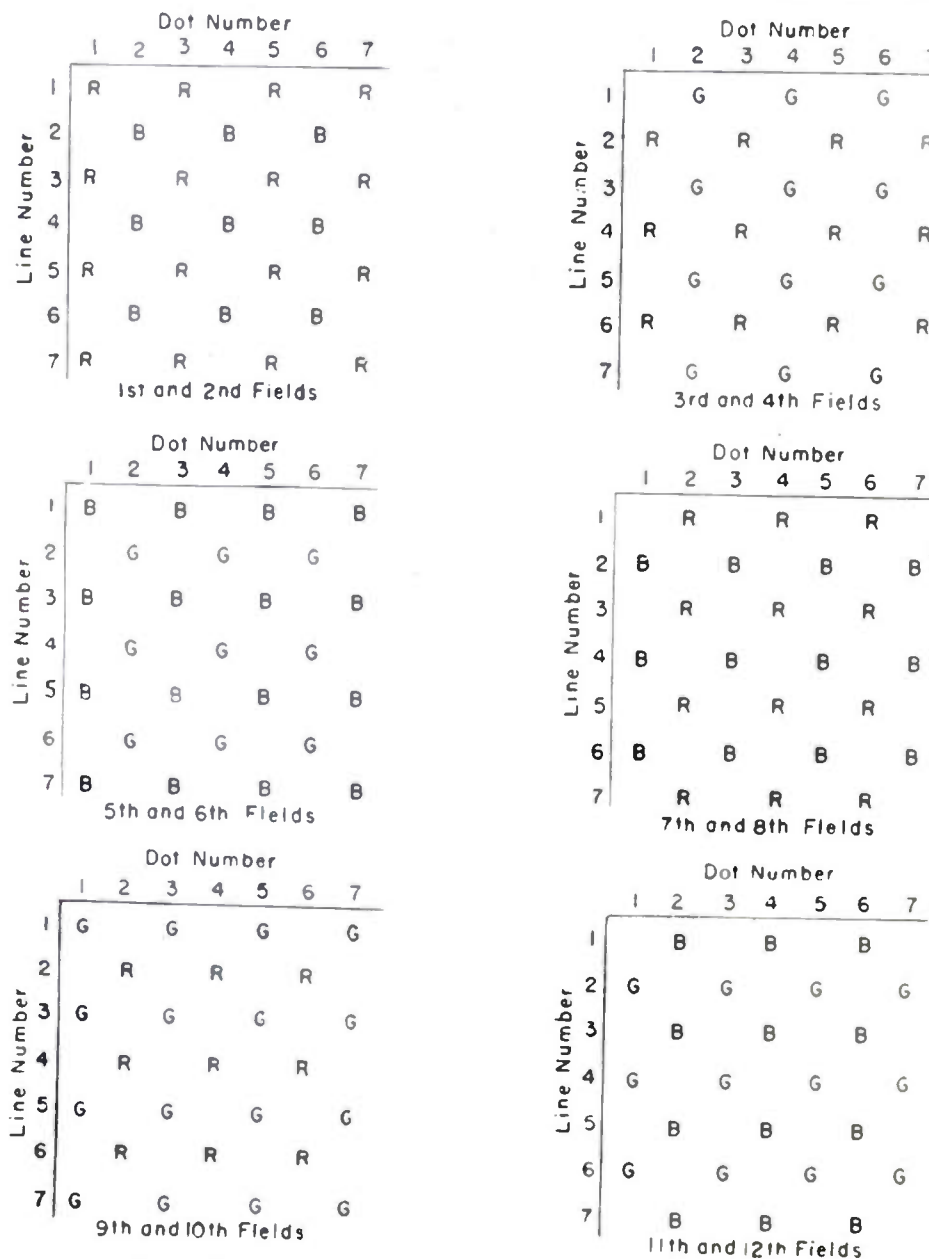 Dot Number
1 2 3 4 5 6 7
Line Number
1 R R R R
2 B B B
3 R R R R
4 B B B
5 R R R R
6 B B B
7 R R R R
1st and 2nd Fields
Dot Number
1 2 3 4 5 6 7
Line Number
1 G G G
2 R R R R
3 G G G
4 R R R R
5 G G G
6 R R R R
7 G G G
3rd and 4th Fields
Dot Number
1 2 3 4 5 6 7
Line Number
1 B B B B
2 G G G
3 B B B B
4 G G G
5 B B B B
6 G G G
7 B B B B
5th and 6th Fields
Dot Number
1 2 3 4 5 6 7
Line Number
1 R R R
2 B B B B
3 R R R
4 B B B B
5 R R R
6 B B B B
7 R R R
7th and 8th Fields
Dot Number
1 2 3 4 5 6 7
Line Number
1 G G G G
2 R R R
3 G G G G
4 R R R
5 G G G G
6 R R R
7 G G G G
9th and 10th Fields
Dot Number
1 2 3 4 5 6 7
Line Number
1 B B B
2 G G G G
3 B B B
4 G G G G
5 B B B
6 G G G G
7 B B B
11th and 12th Fields